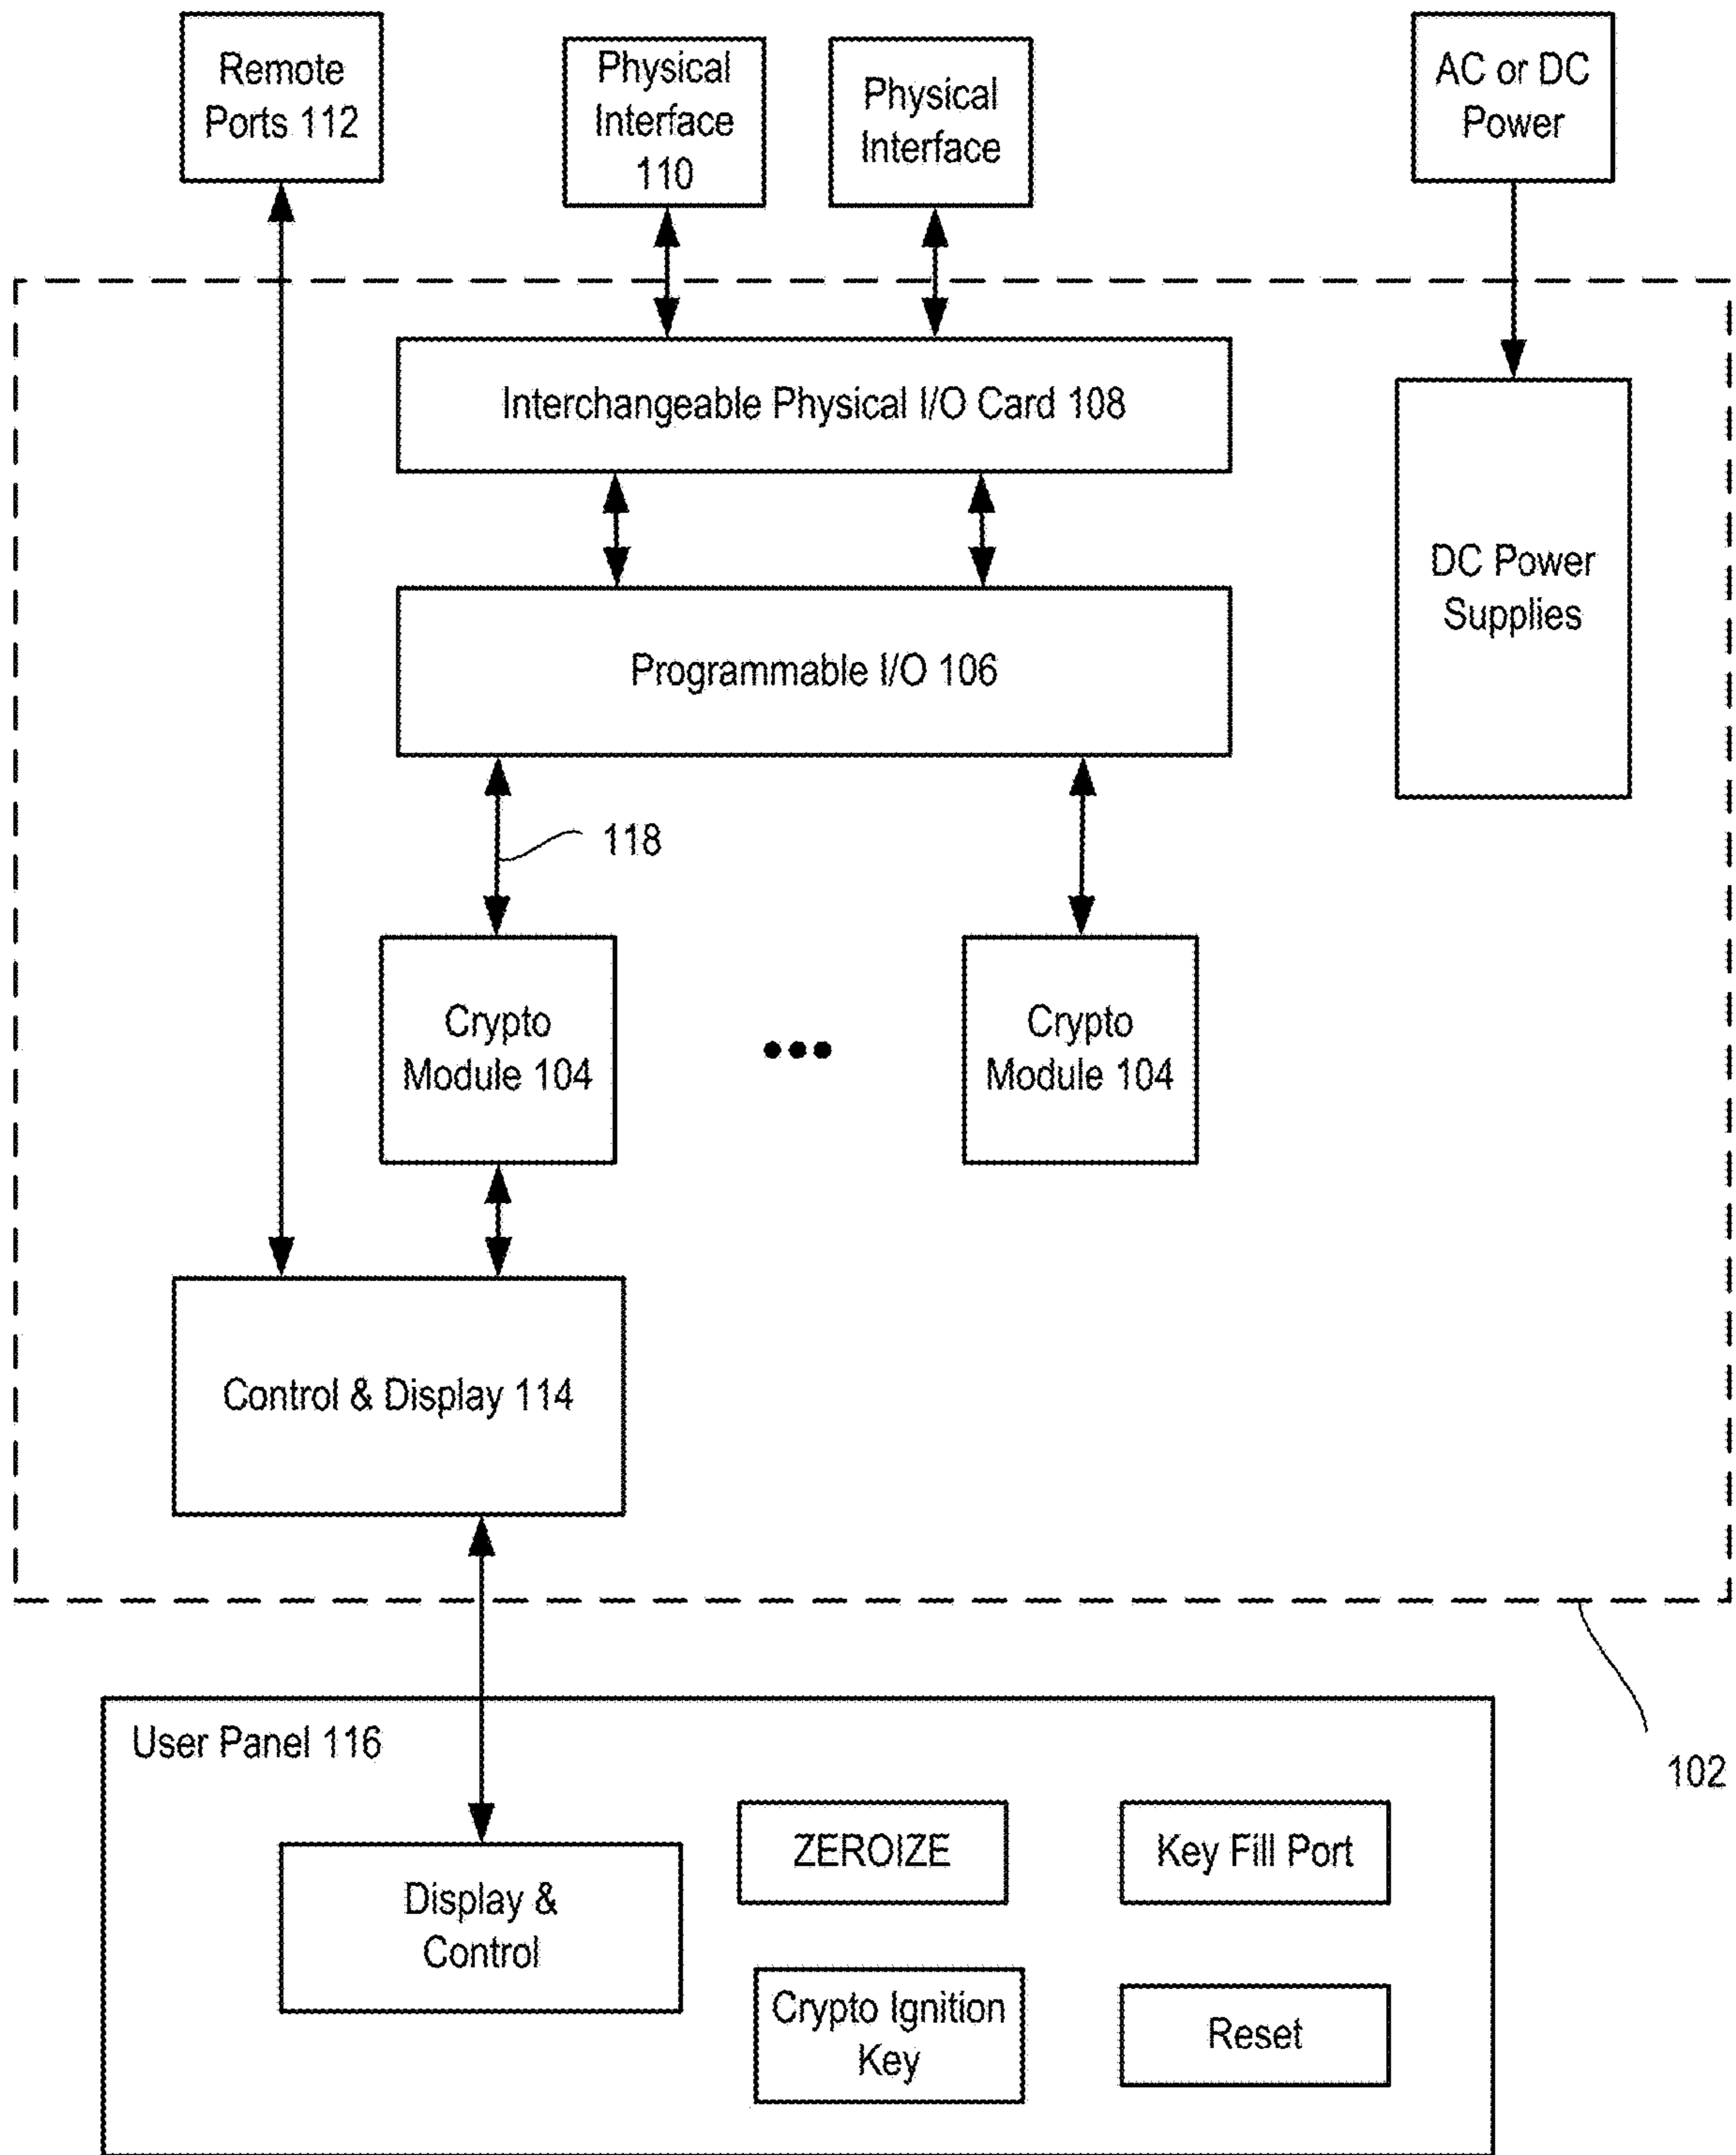 Remote
Ports 112
Physical
Interface
110
Physical
Interface
AC or DC
Power
Interchangeable Physical I/O Card 108
DC Power
Supplies
Programmable I/O 106
118
Crypto
Module 104
Crypto
Module 104
Control & Display 114
102
User Panel 116
ZEROIZE
Key Fill Port
Display &
Control
Crypto Ignition
Key
Reset